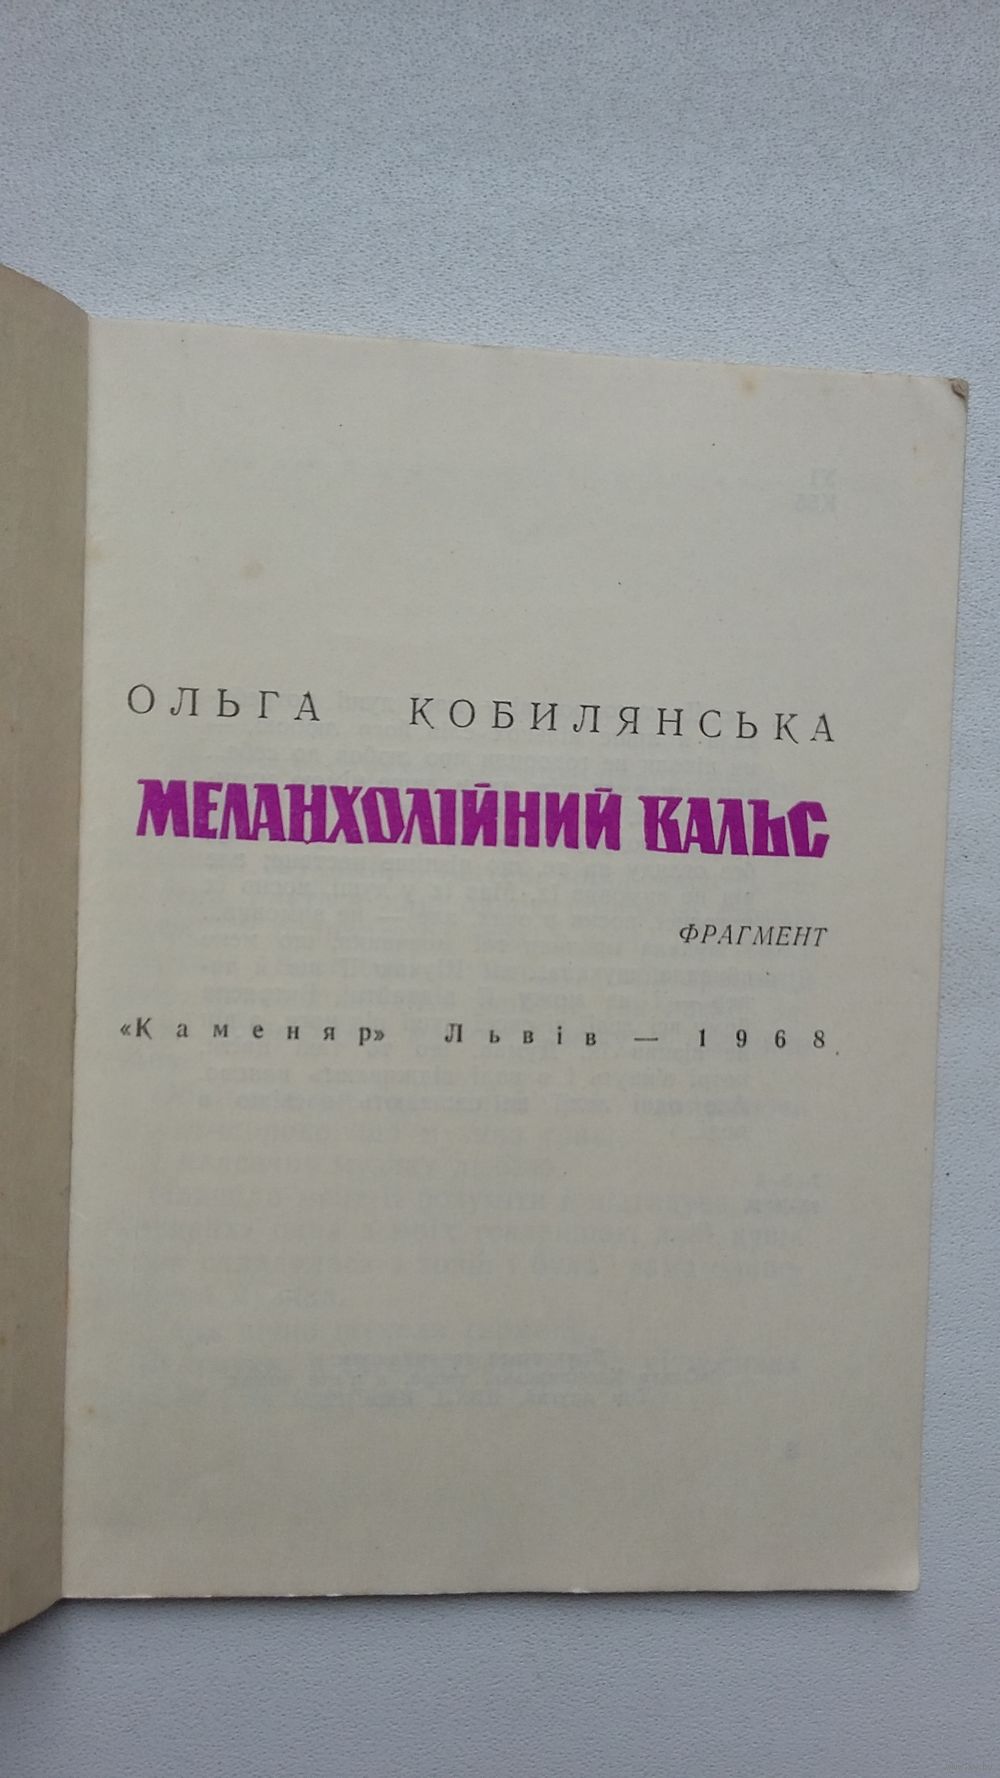 ОЛЬГА КОБИЛЯНСЬКА
МЕЛАНХОЛІЙНИЙ ВАЛЬС
ФРАГМЕНТ
«Каменяр» Львів — 1968